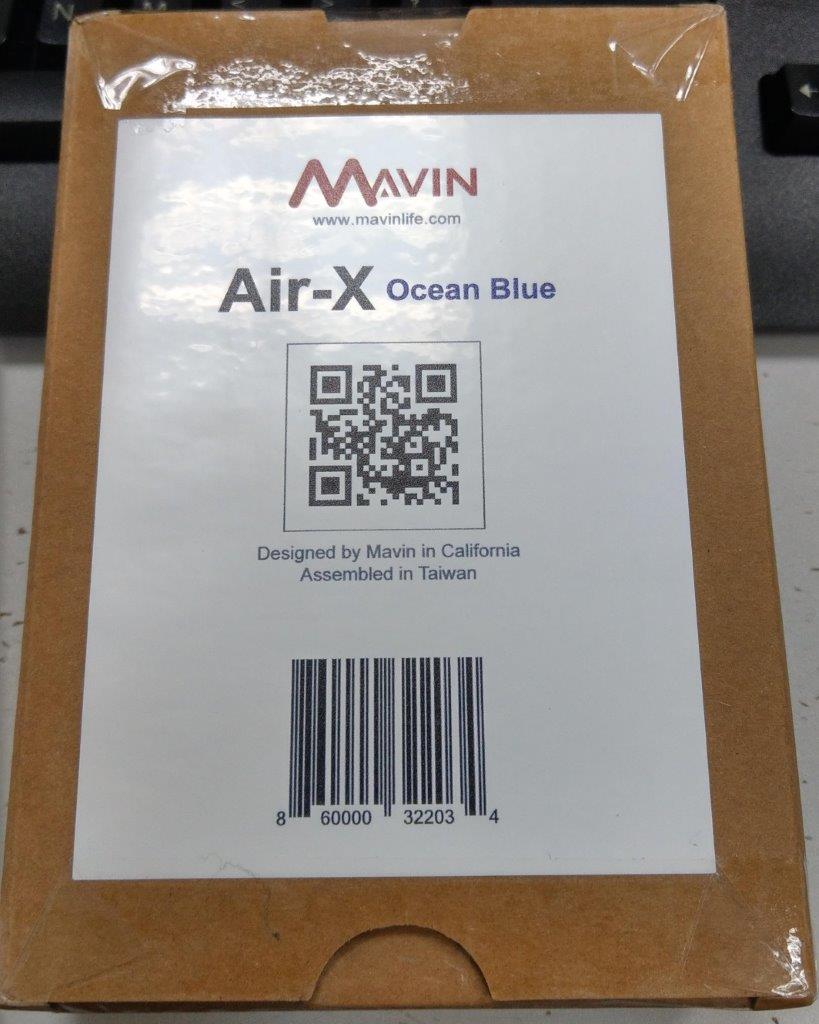 MAVIN
www.mavinlife.com
Air-X Ocean Blue
Designed by Mavin in California
Assembled in Taiwan
8 60000 32203 4